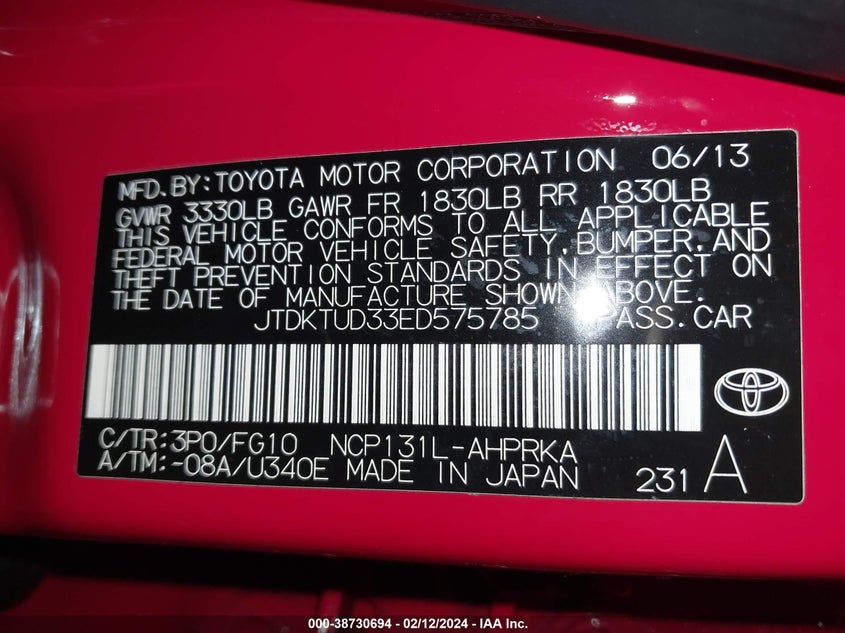 MFD. BY: TOYOTA MOTOR CORPORATION 06/13
GVWR 3330LB GAWR FR 1830LB RR 1830LB
THIS VEHICLE CONFORMS TO ALL APPLICABLE
FEDERAL MOTOR VEHICLE SAFETY, BUMPER, AND
THEFT PREVENTION STANDARDS IN EFFECT ON
THE DATE OF MANUFACTURE SHOWN ABOVE.
JTDKTUD33ED575785 PASS. CAR
C/TR: 3P0/FG10 NCP131L-AHPRKA
A/TM: -08A/U340E MADE IN JAPAN 231 A
000-38730694 - 02/12/2024 - IAA Inc.